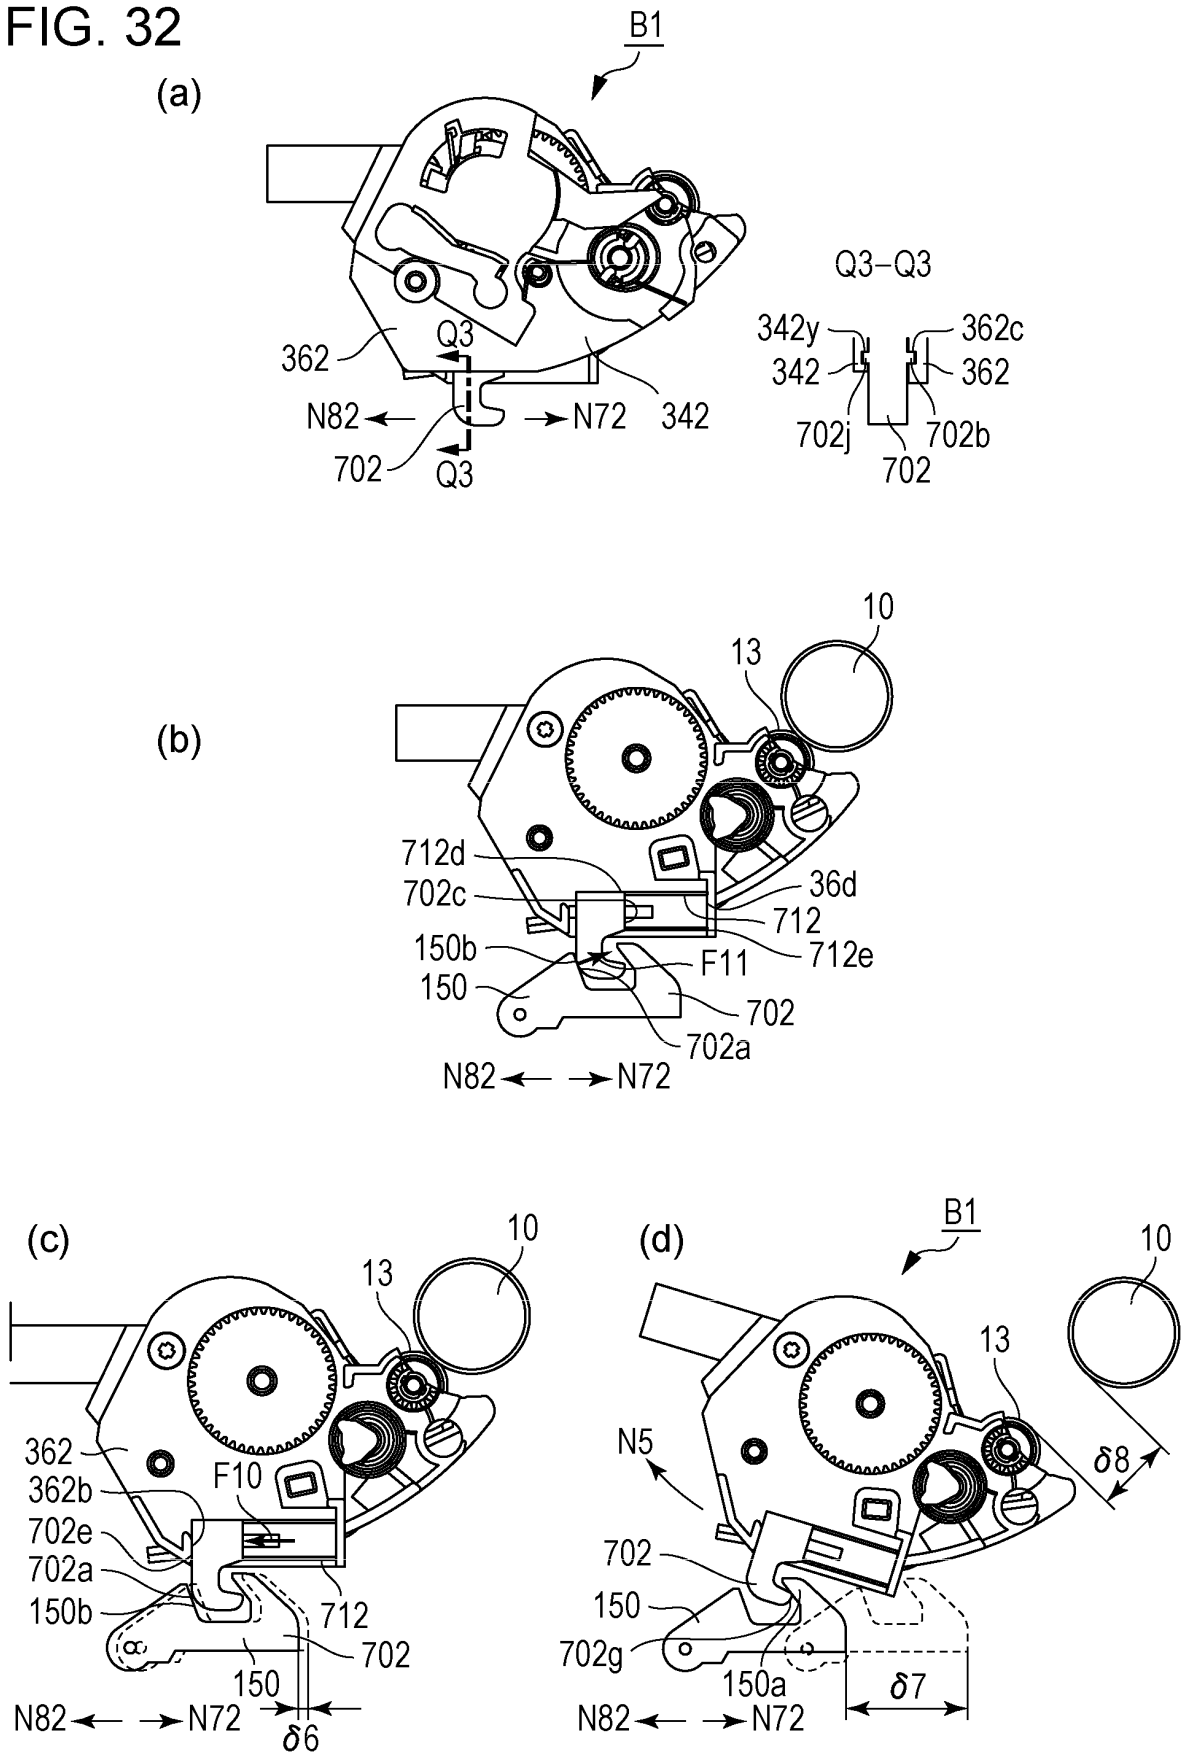 FIG. 32
(a)
B1
Q3
Q3
362
342
702
N82
N72
Q3–Q3
342y
362c
342
362
702j
702b
702
(b)
10
13
712d
702c
36d
712
712e
150b
F11
150
702
702a
N82
N72
(c)
10
13
362
362b
F10
702e
702a
150b
712
702
150
N82
N72
δ6
(d)
B1
10
13
N5
δ8
702
150
702g
150a
δ7
N82
N72